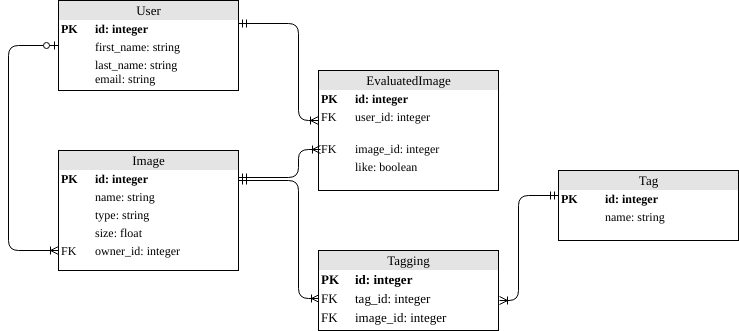 User
PK id: integer
first_name: string
last_name: string
email: string
EvaluatedImage
PK id: integer
FK user_id: integer
FK image_id: integer
like: boolean
Image
PK id: integer
name: string
type: string
size: float
FK owner_id: integer
Tag
PK id: integer
name: string
Tagging
PK id: integer
FK tag_id: integer
FK image_id: integer